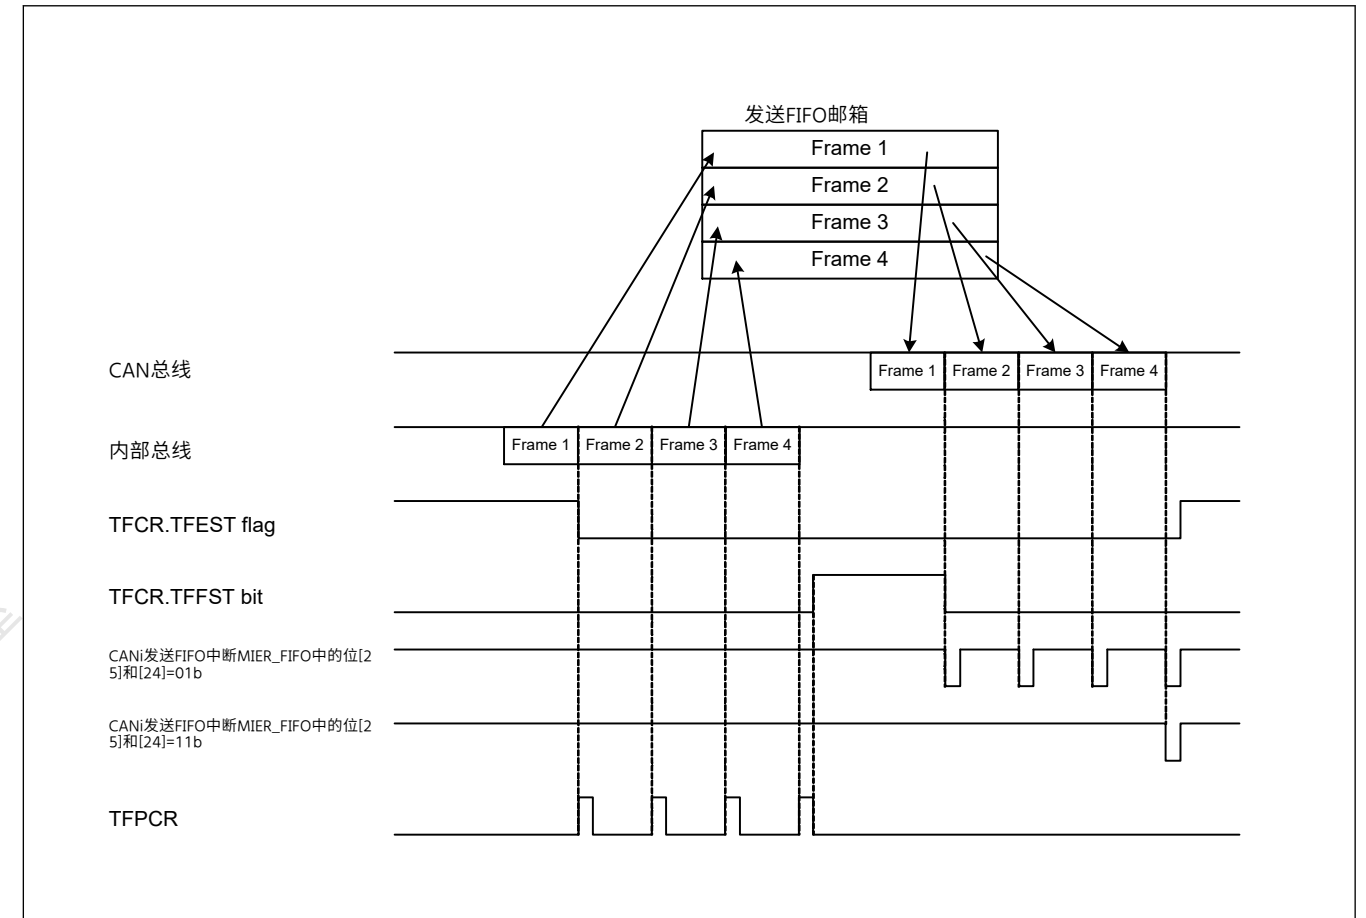 发送FIFO邮箱
Frame 1
Frame 2
Frame 3
Frame 4
CAN总线
Frame 1
Frame 2
Frame 3
Frame 4
内部总线
Frame 1
Frame 2
Frame 3
Frame 4
TFCR.TFEST flag
TFCR.TFFST bit
CANi发送FIFO中断MIER_FIFO中的位[2
5]和[24]=01b
CANi发送FIFO中断MIER_FIFO中的位[2
5]和[24]=11b
TFPCR